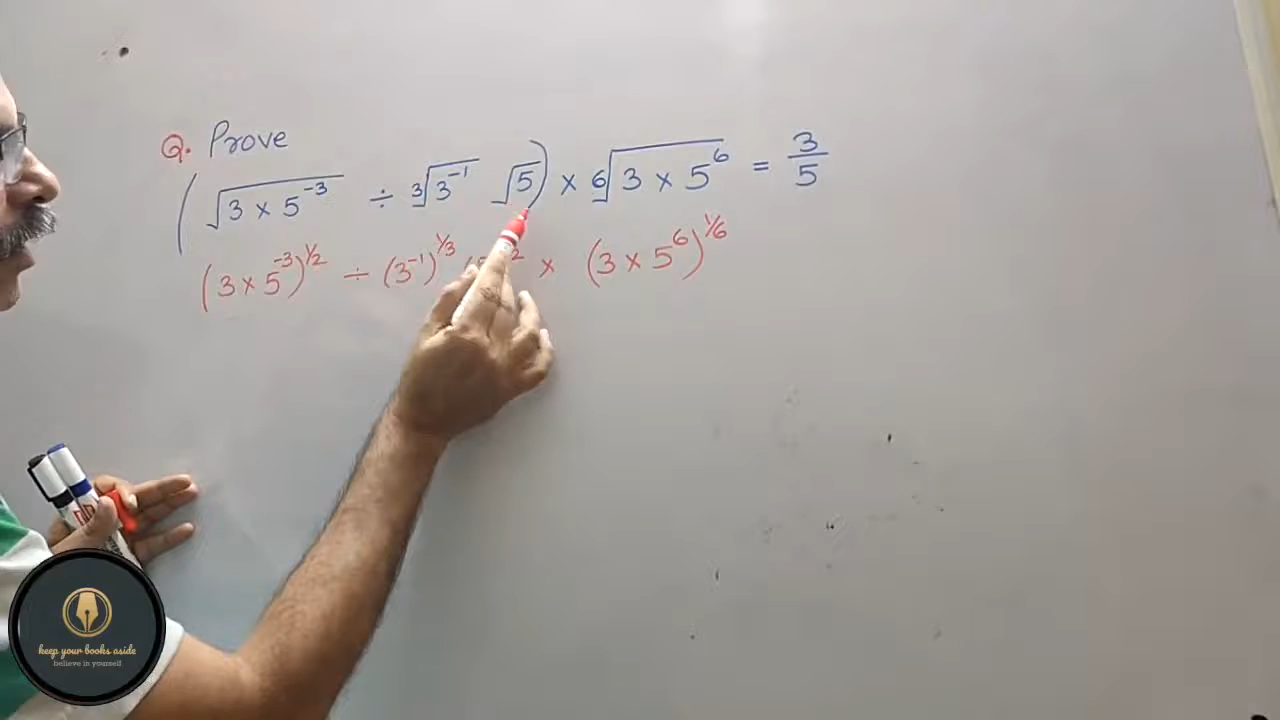 Q. Prove
(√(3 × 5⁻³) ÷ ³√(3⁻¹) √5) × ⁶√(3 × 5⁶) = 3/5
(3 × 5⁻³)^1/2 ÷ (3⁻¹)^1/3 × (3 × 5⁶)^1/6
keep your books aside
believe in yourself